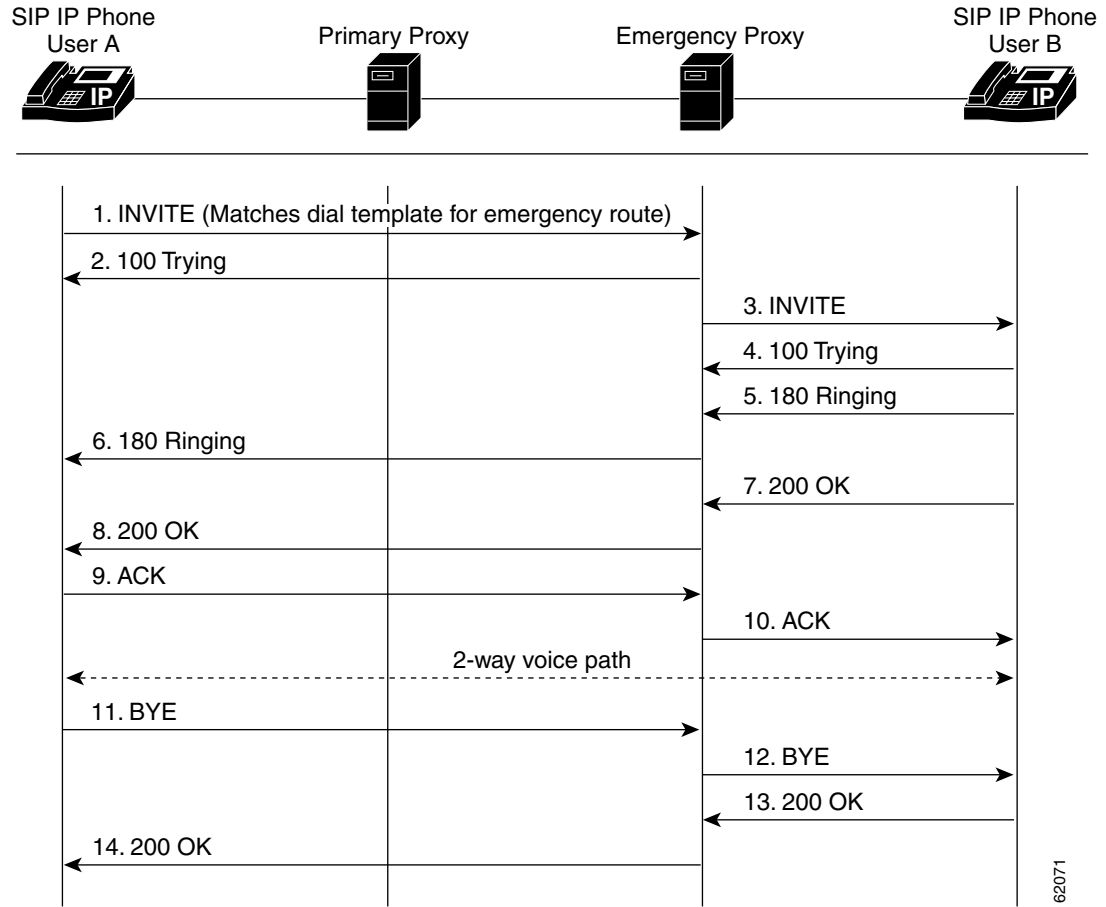 SIP IP Phone
User A
Primary Proxy
Emergency Proxy
SIP IP Phone
User B
IP
IP
1. INVITE (Matches dial template for emergency route)
2. 100 Trying
3. INVITE
4. 100 Trying
5. 180 Ringing
6. 180 Ringing
7. 200 OK
8. 200 OK
9. ACK
10. ACK
2-way voice path
11. BYE
12. BYE
13. 200 OK
14. 200 OK
62071